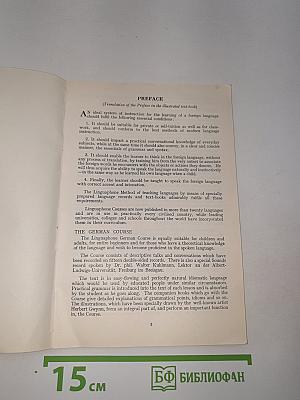 PREFACE
(Translation of the Preface in the illustrated text-book)
AN ideal system of instruction for the learning of a foreign language
should fulfil the following essential conditions:
1. It should be suitable for private or self-tuition as well as for class-
work, and should conform to the best methods of modern language
instruction.
2. It should impart a practical conversational knowledge of everyday
subjects, while at the same time it should also convey, in a clear and concise
manner, the essentials of grammar and syntax.
3. It should enable the learner to think in the foreign language, without
any process of translation, by training him from the very outset to associate
the foreign words he encounters with the objects or actions they denote. He
will thus acquire the ability to speak the language naturally and instinctively
—in the same way as he learned his own language when a child.
4. Finally, the learner should be taught to speak the foreign language
with correct accent and intonation.
The Linguaphone Method of teaching languages by means of specially
prepared language records and text-books admirably fulfils all these
requirements.
Linguaphone Courses are now published in more than twenty languages
and are in use in practically every civilised country, while leading
universities, colleges and schools throughout the world have incorporated
them in their curriculum.
THE GERMAN COURSE
The Linguaphone German Course is equally suitable for children and
adults, for entire beginners and for those who have a theoretical knowledge
of the language and wish to become proficient in the spoken language.
The Course consists of descriptive talks and conversations which have
been recorded on fifteen double-sided records. There is also a special Sounds
record spoken by Dr. phil. Walter Kuhlmann, Lektor an der Albert-
Ludwigs-Universität, Freiburg im Breisgau.
The text is in easy-flowing and perfectly natural idiomatic language
which would be used by educated people under similar circumstances.
Practical grammar is introduced into the text of each lesson and is absorbed
by the student as he goes along. The companion books which go with the
Course give detailed explanations of grammatical points, idioms and so on.
The illustrations, which have been specially drawn by the well-known artist
Herbert Gwynn, form an integral part of, and perform an important function
in, the Course.
3
15 см
БФ БИБЛИОФАН